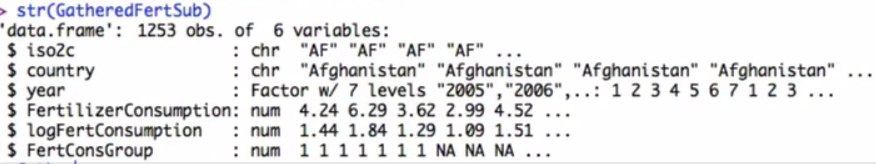 > str(GatheredFertSub)
'data.frame': 1253 obs. of 6 variables:
$ iso2c : chr "AF" "AF" "AF" "AF" ...
$ country : chr "Afghanistan" "Afghanistan" "Afghanistan" "Afghanistan" ...
$ year : Factor w/ 7 levels "2005","2006",..: 1 2 3 4 5 6 7 1 2 3 ...
$ FertilizerConsumption: num 4.24 6.29 3.62 2.99 4.52 ...
$ logFertConsumption : num 1.44 1.84 1.29 1.09 1.51 ...
$ FertConsGroup : num 1 1 1 1 1 1 1 NA NA NA ...